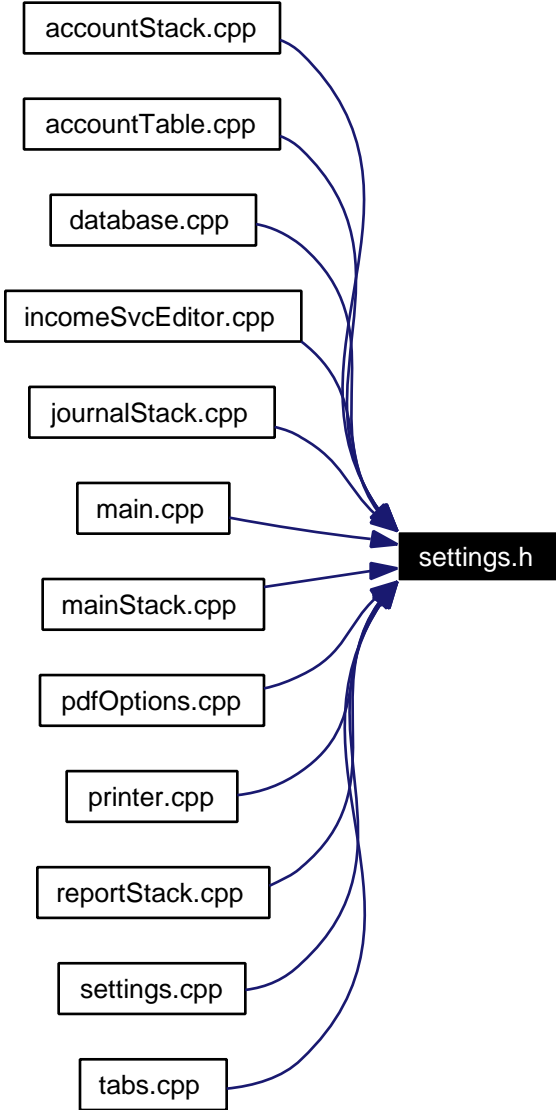 accountStack.cpp
accountTable.cpp
database.cpp
incomeSvcEditor.cpp
journalStack.cpp
main.cpp
settings.h
mainStack.cpp
pdfOptions.cpp
printer.cpp
reportStack.cpp
settings.cpp
tabs.cpp